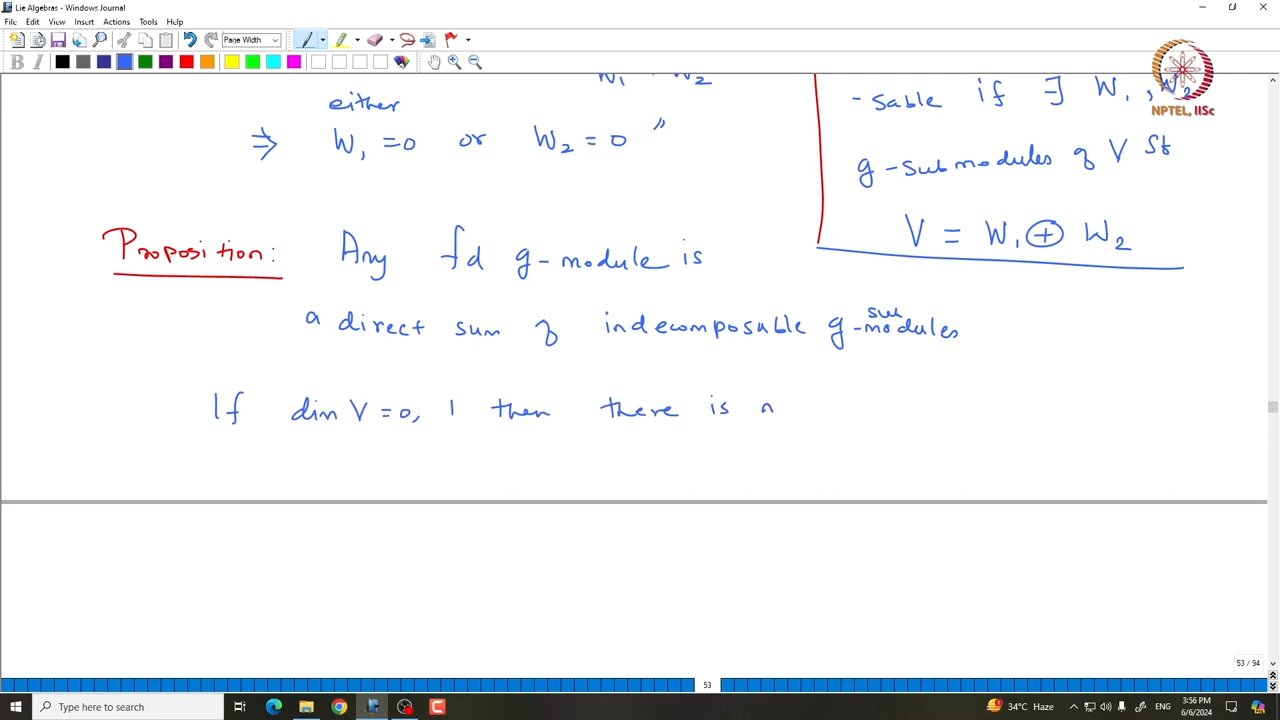 Lie Algebras - Windows Journal
File Edit View Insert Actions Tools Help
Page Width
B I
NPTEL, IISc
W1 W2
either
⇒ W1 = 0 or W2 = 0 "
- sable if ∃ W1, W2
g - submodules of V st
V = W1 ⊕ W2
Proposition: Any fd g-module is
a direct sum of indecomposable g-submodules
If dim V = 0, 1 then there is n
53 / 94
53
Type here to search
34°C Haze
ENG
3:56 PM
6/6/2024